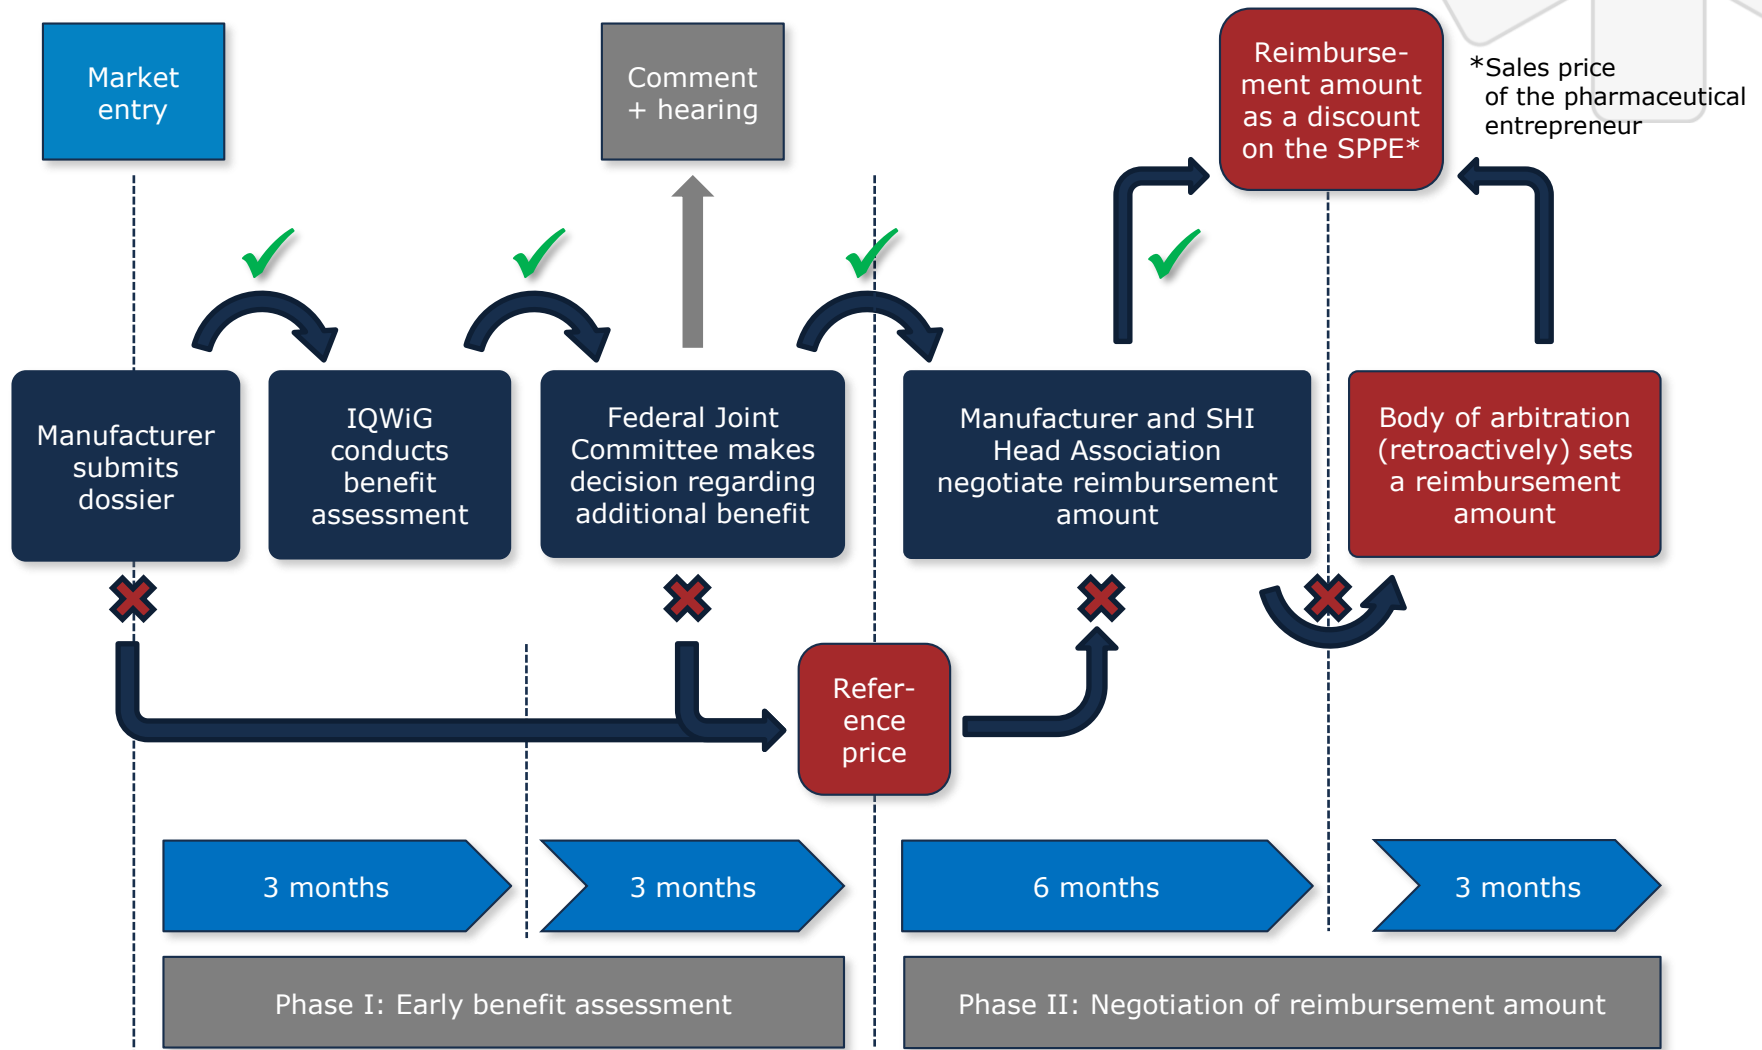 Market
entry
Comment
+ hearing
Reimburse-
ment amount
as a discount
on the SPPE*
*Sales price
of the pharmaceutical
entrepreneur
Manufacturer
submits
dossier
IQWiG
conducts
benefit
assessment
Federal Joint
Committee makes
decision regarding
additional benefit
Manufacturer and SHI
Head Association
negotiate reimbursement
amount
Body of arbitration
(retroactively) sets
a reimbursement
amount
Refer-
ence
price
3 months
3 months
6 months
3 months
Phase I: Early benefit assessment
Phase II: Negotiation of reimbursement amount